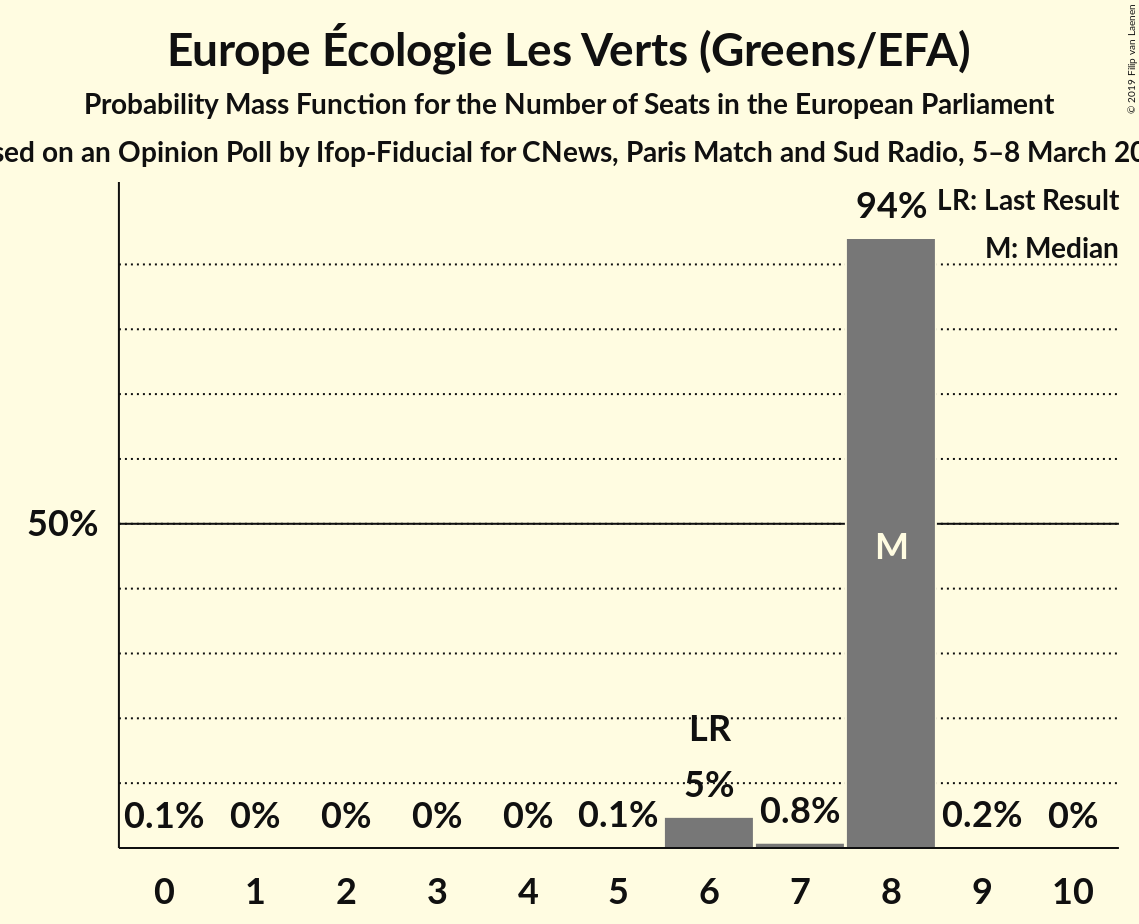 Europe Écologie Les Verts (Greens/EFA)
Probability Mass Function for the Number of Seats in the European Parliament
on an Opinion Poll by Ifop-Fiducial for CNews, Paris Match and Sud Radio, 5–8 March
© 2019 Filip van Laenen
LR: Last Result
M: Median
94%
50%
M
LR
5%
0.1% 0% 0% 0% 0% 0.1% 0.8% 0.2% 0%
0 1 2 3 4 5 6 7 8 9 10